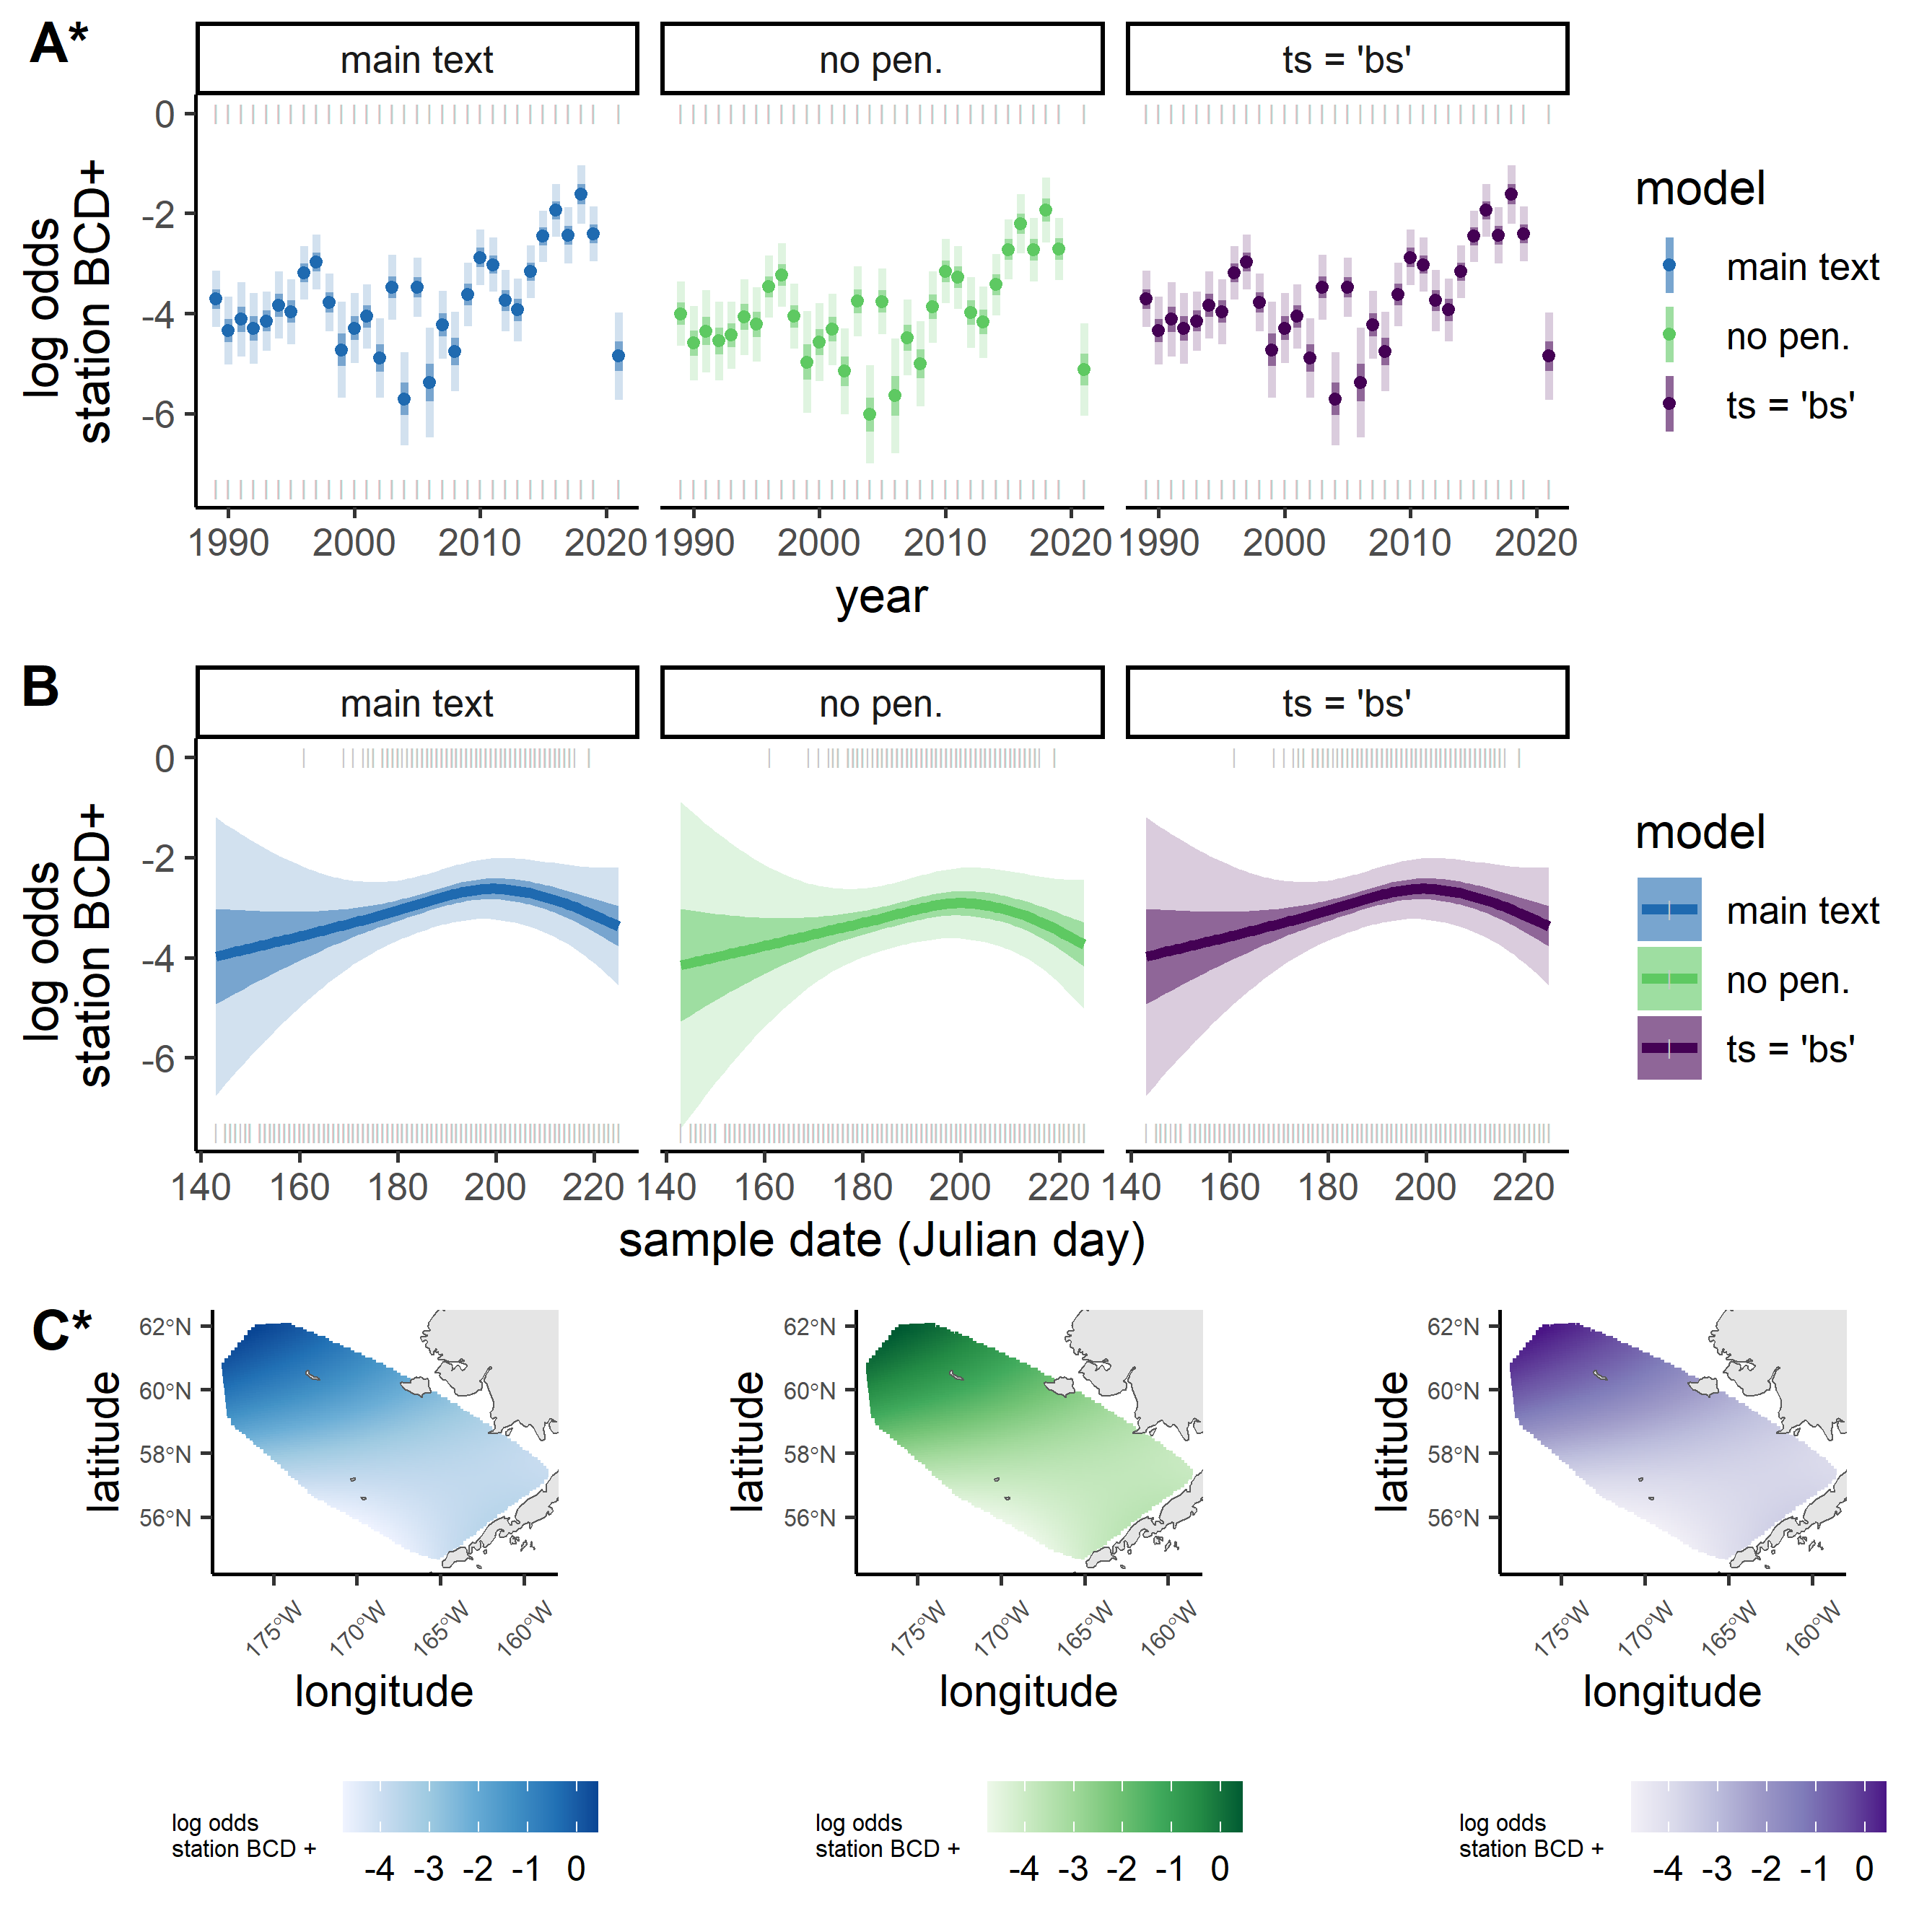 A*
main text
no pen.
ts = 'bs'
0
-2
-4
-6
log odds
station BCD+
1990 2000 2010 2020
1990 2000 2010 2020
1990 2000 2010 2020
year
model
main text
no pen.
ts = 'bs'
B
main text
no pen.
ts = 'bs'
0
-2
-4
-6
log odds
station BCD+
140 160 180 200 220
140 160 180 200 220
140 160 180 200 220
sample date (Julian day)
model
main text
no pen.
ts = 'bs'
C*
latitude
62°N
60°N
58°N
56°N
175°W 170°W 165°W 160°W
longitude
log odds
station BCD +
-4 -3 -2 -1 0
latitude
62°N
60°N
58°N
56°N
175°W 170°W 165°W 160°W
longitude
log odds
station BCD +
-4 -3 -2 -1 0
latitude
62°N
60°N
58°N
56°N
175°W 170°W 165°W 160°W
longitude
log odds
station BCD +
-4 -3 -2 -1 0